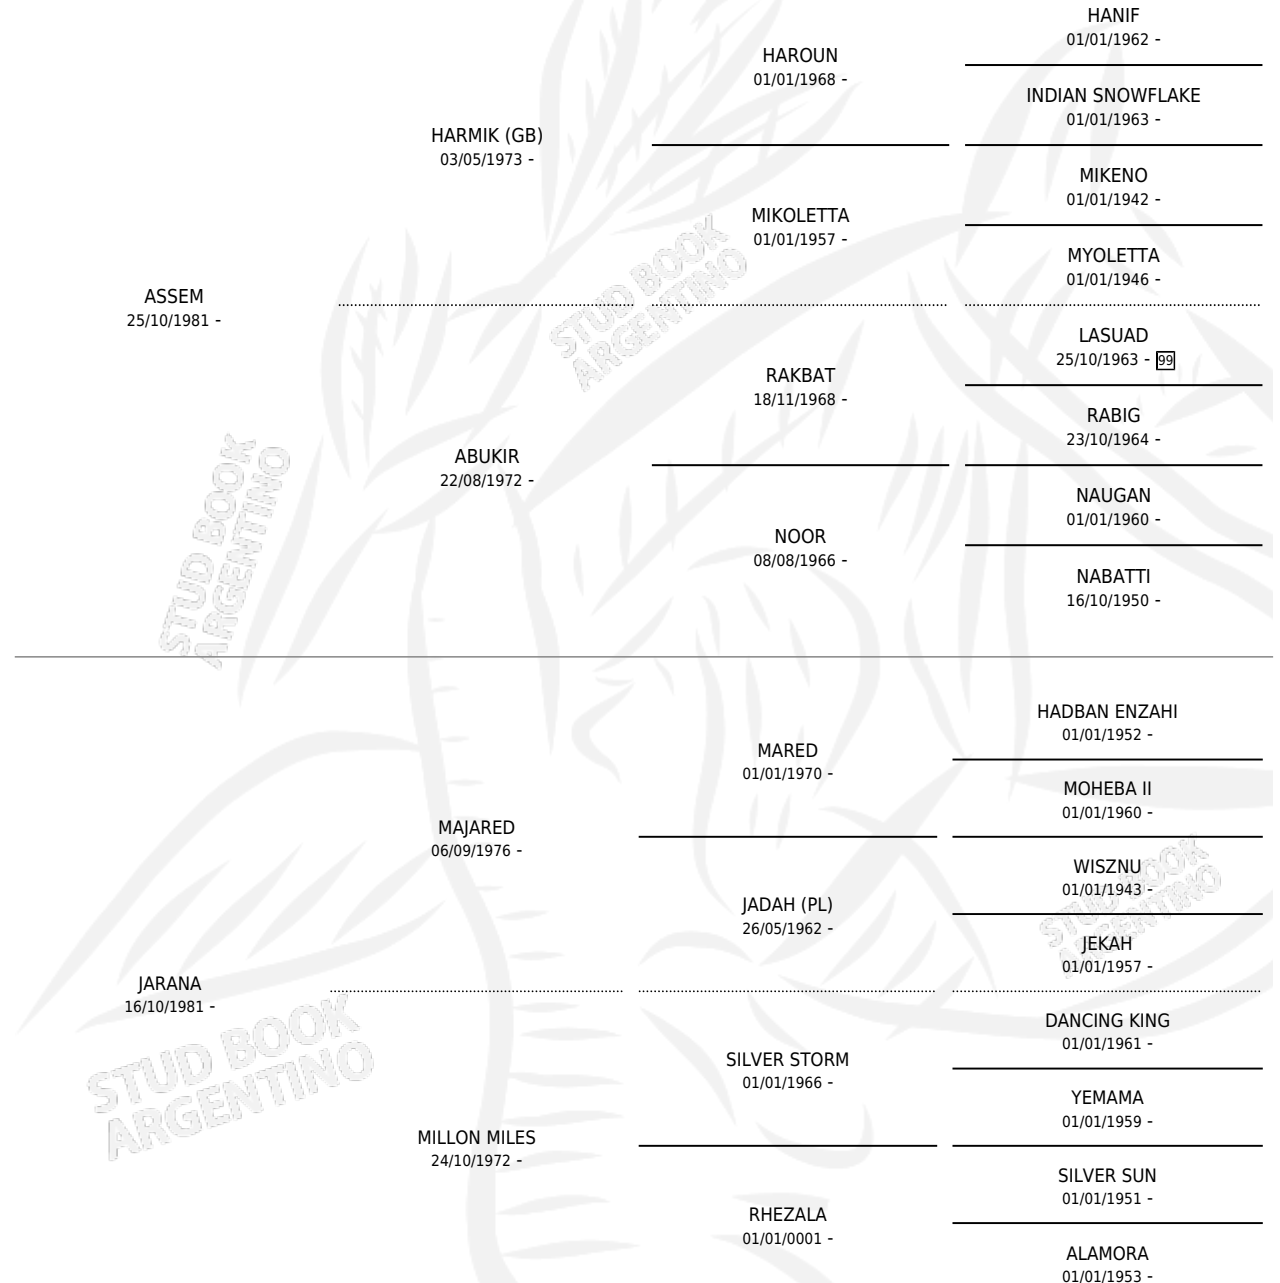 HANIF
01/01/1962 -
HAROUN
01/01/1968 -
INDIAN SNOWFLAKE
01/01/1963 -
HARMIK (GB)
03/05/1973 -
MIKENO
01/01/1942 -
MIKOLETTA
01/01/1957 -
MYOLETTA
01/01/1946 -
ASSEM
25/10/1981 -
LASUAD
25/10/1963 - 99
RAKBAT
18/11/1968 -
RABIG
23/10/1964 -
ABUKIR
22/08/1972 -
NAUGAN
01/01/1960 -
NOOR
08/08/1966 -
NABATTI
16/10/1950 -
HADBAN ENZAHI
01/01/1952 -
MARED
01/01/1970 -
MOHEBA II
01/01/1960 -
MAJARED
06/09/1976 -
WISZNU
01/01/1943 -
JADAH (PL)
26/05/1962 -
JEKAH
01/01/1957 -
JARANA
16/10/1981 -
DANCING KING
01/01/1961 -
SILVER STORM
01/01/1966 -
YEMAMA
01/01/1959 -
MILLON MILES
24/10/1972 -
SILVER SUN
01/01/1951 -
RHEZALA
01/01/0001 -
ALAMORA
01/01/1953 -
STUD BOOK
ARGENTINO
STUD BOOK
ARGENTINO
STUD BOOK
ARGENTINO
STUD BOOK
ARGENTINO